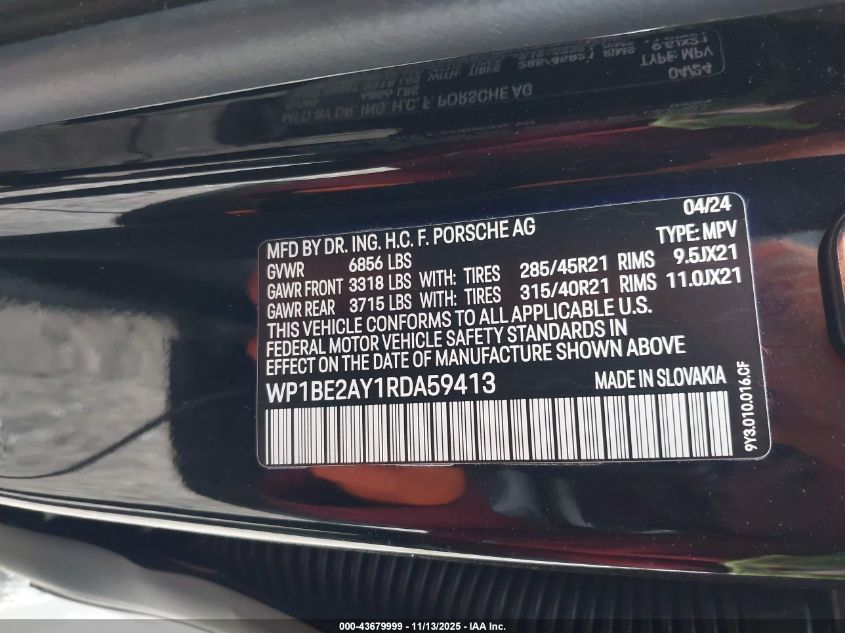 04/24
MFD BY DR. ING. H.C. F. PORSCHE AG TYPE: MPV
GVWR 6856 LBS
GAWR FRONT 3318 LBS WITH: TIRES 285/45R21 RIMS 9.5JX21
GAWR REAR 3715 LBS WITH: TIRES 315/40R21 RIMS 11.0JX21
THIS VEHICLE CONFORMS TO ALL APPLICABLE U.S.
FEDERAL MOTOR VEHICLE SAFETY STANDARDS IN
EFFECT ON THE DATE OF MANUFACTURE SHOWN ABOVE
WP1BE2AY1RDA59413 MADE IN SLOVAKIA
9Y3.010.016.CF
000-43679999 - 11/13/2025 - IAA Inc.